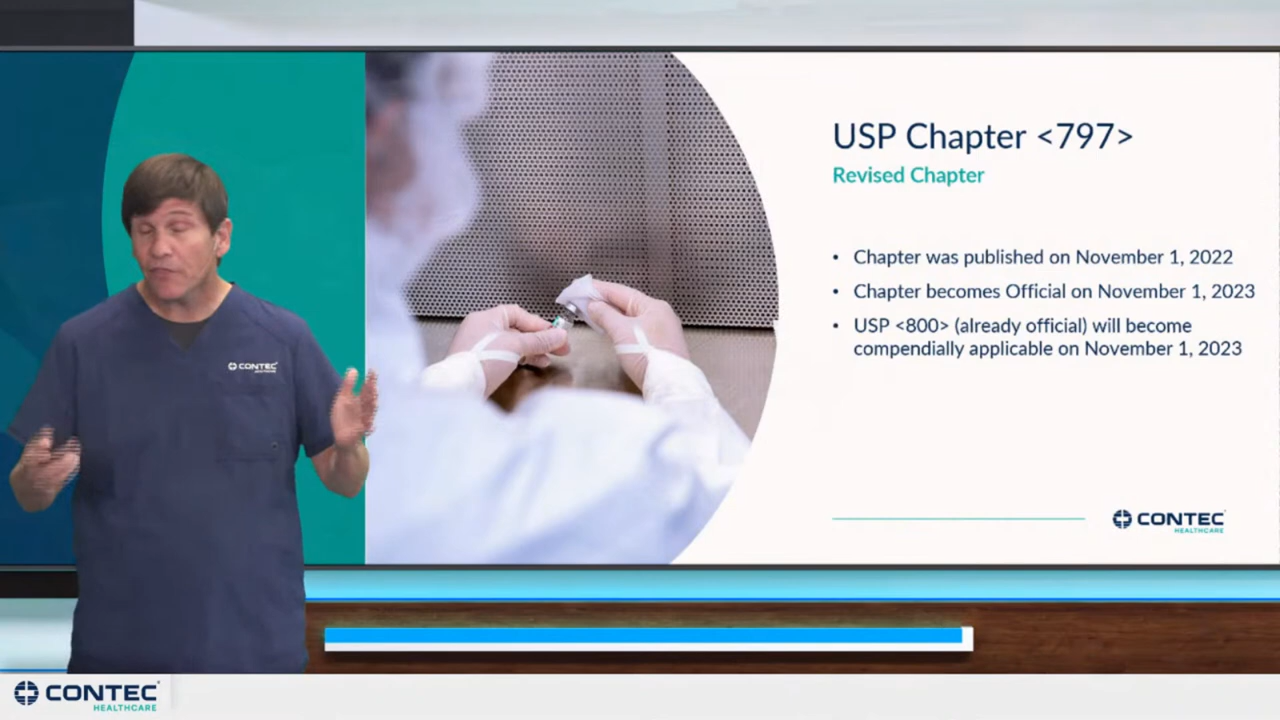 USP Chapter <797>
Revised Chapter
• Chapter was published on November 1, 2022
• Chapter becomes Official on November 1, 2023
• USP <800> (already official) will become
compendially applicable on November 1, 2023
CONTEC
HEALTHCARE
CONTEC
HEALTHCARE
CONTEC
HEALTHCARE